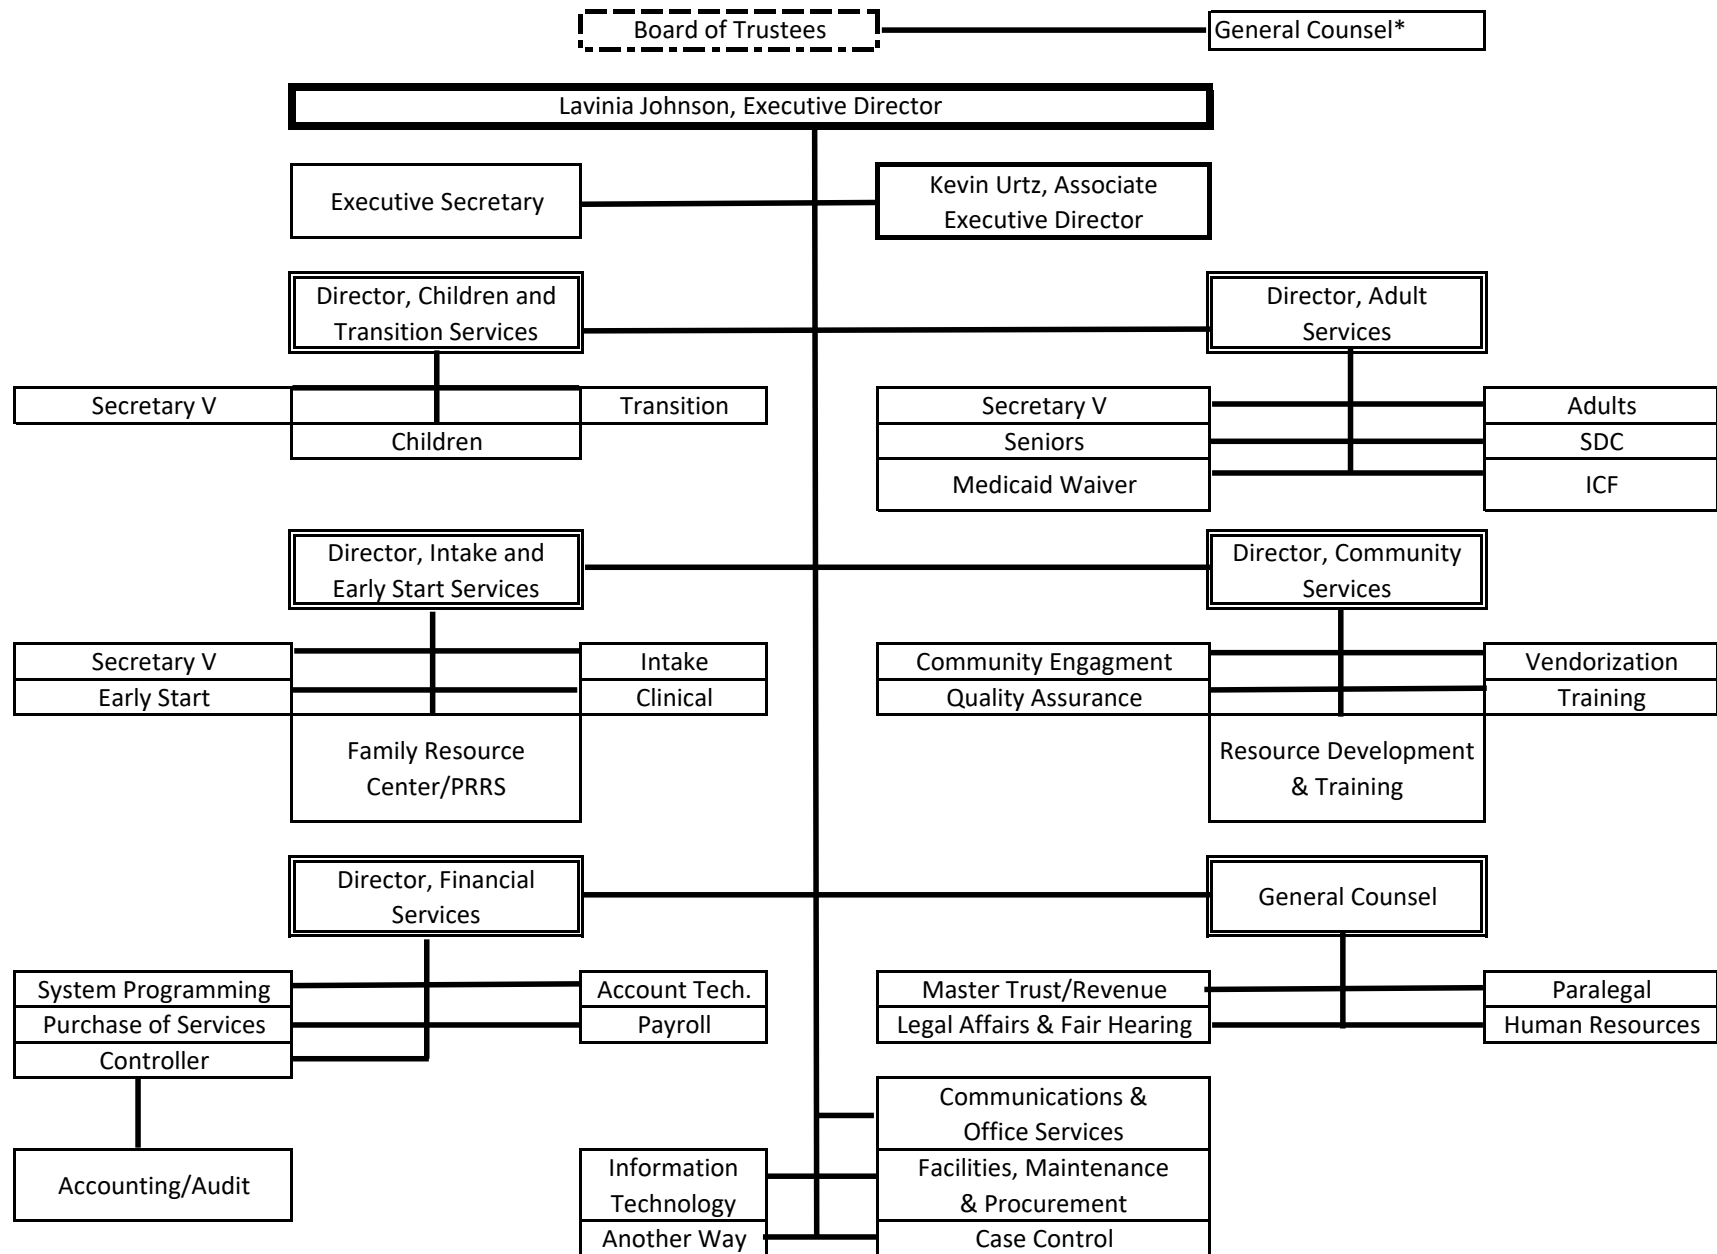 Board of Trustees
General Counsel*
Lavinia Johnson, Executive Director
Executive Secretary
Kevin Urtz, Associate
Executive Director
Director, Children and
Transition Services
Director, Adult
Services
Secretary V
Transition
Children
Secretary V
Adults
Seniors
SDC
Medicaid Waiver
ICF
Director, Intake and
Early Start Services
Director, Community
Services
Secretary V
Intake
Early Start
Clinical
Family Resource
Center/PRRS
Community Engagment
Vendorization
Quality Assurance
Training
Resource Development
& Training
Director, Financial
Services
General Counsel
System Programming
Account Tech.
Purchase of Services
Payroll
Controller
Accounting/Audit
Master Trust/Revenue
Paralegal
Legal Affairs & Fair Hearing
Human Resources
Communications &
Office Services
Information
Technology
Facilities, Maintenance
& Procurement
Another Way
Case Control